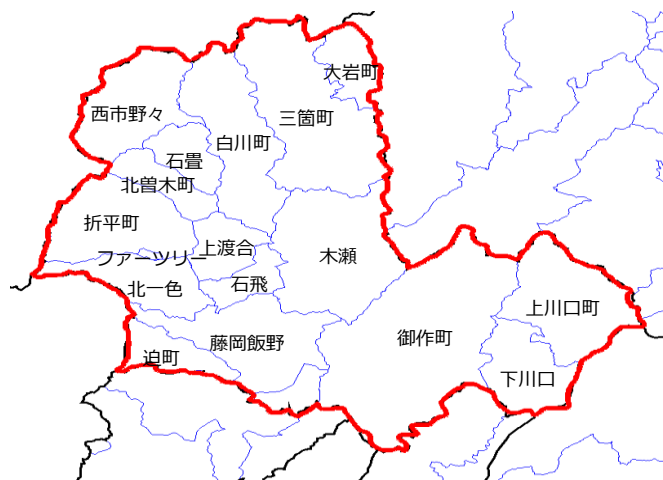 大岩町
西市野々
三箇町
白川町
石畳
北曽木町
折平町
上渡合
ファーツリー
木瀬
石飛
北一色
上川口町
御作町
藤岡飯野
迫町
下川口